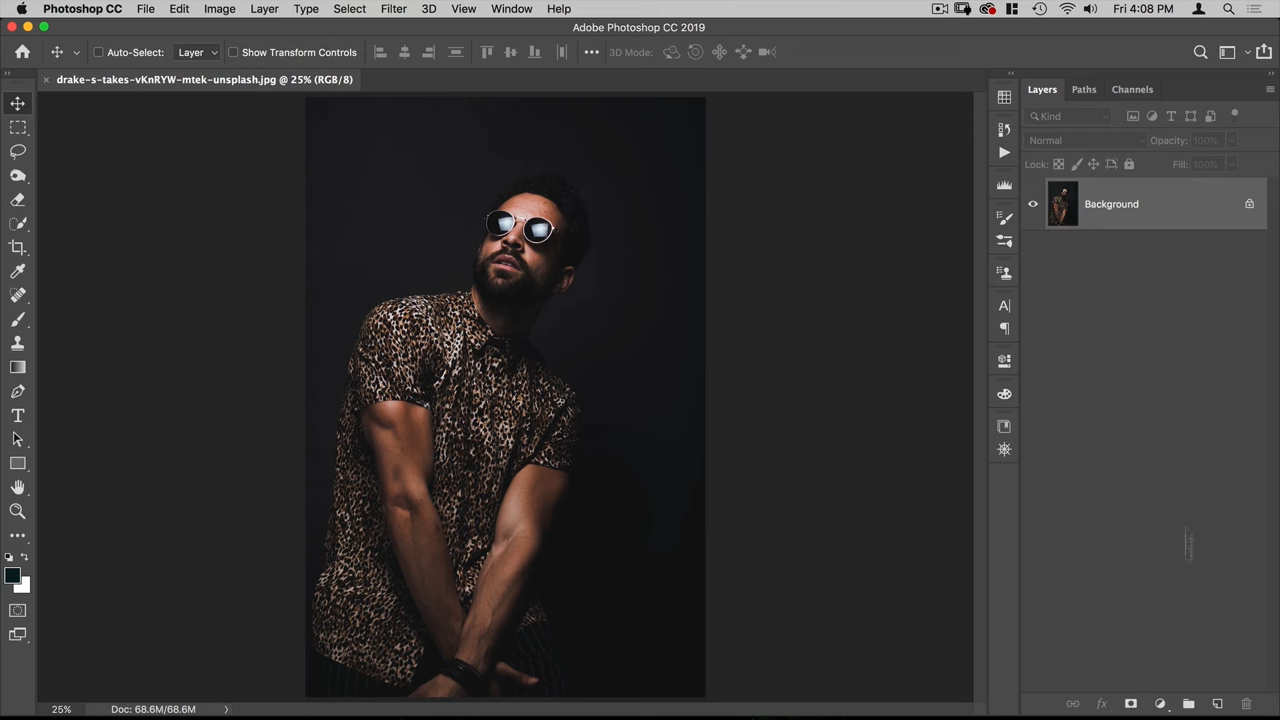 Photoshop CC File Edit Image Layer Type Select Filter 3D View Window Help Fri 4:08 PM
Adobe Photoshop CC 2019
Auto-Select: Layer Show Transform Controls 3D Mode:
× drake-s-takes-vKnRYW-mtek-unsplash.jpg @ 25% (RGB/8)
Layers Paths Channels
Kind
Normal Opacity: 100%
Lock: Fill: 100%
Background
25% Doc: 68.6M/68.6M